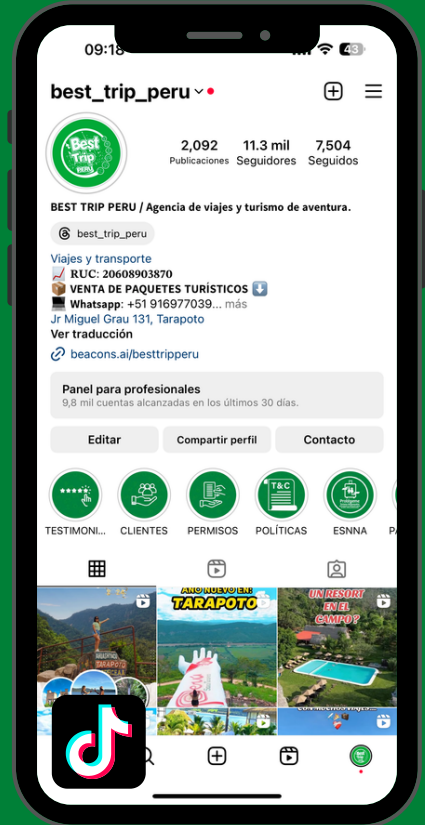 09:18
43
best_trip_peru
Best
Trip
PERU
2,092 11.3 mil 7,504
Publicaciones Seguidores Seguidos
BEST TRIP PERU / Agencia de viajes y turismo de aventura.
best_trip_peru
Viajes y transporte
RUC: 20608903870
VENTA DE PAQUETES TURÍSTICOS
Whatsapp: +51 916977039... más
Jr Miguel Grau 131, Tarapoto
Ver traducción
beacons.ai/besttripperu
Panel para profesionales
9,8 mil cuentas alcanzadas en los últimos 30 días.
Editar Compartir perfil Contacto
T&C
TESTIMONI... CLIENTES PERMISOS POLÍTICAS ESNNA
AÑO NUEVO EN:
TARAPOTO
UN RESORT
EN EL
CAMPO?
TARAPOTO